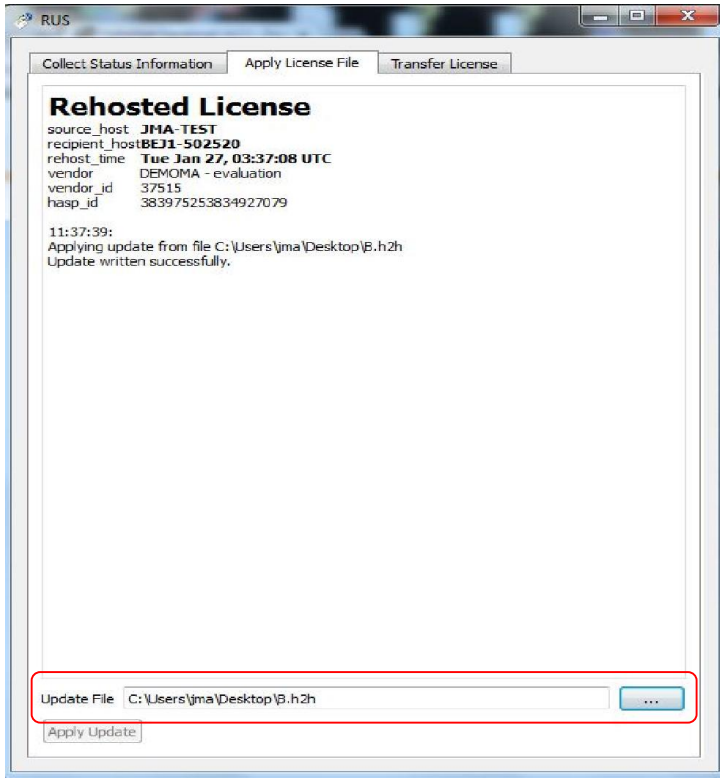 RUS
Collect Status Information Apply License File Transfer License
Rehosted License
source_host JMA-TEST
recipient_hostBEJ1-502520
rehost_time Tue Jan 27, 03:37:08 UTC
vendor DEMOMA - evaluation
vendor_id 37515
hasp_id 383975253834927079
11:37:39:
Applying update from file C:\Users\jma\Desktop\B.h2h
Update written successfully.
Update File C:\Users\jma\Desktop\B.h2h ...
Apply Update